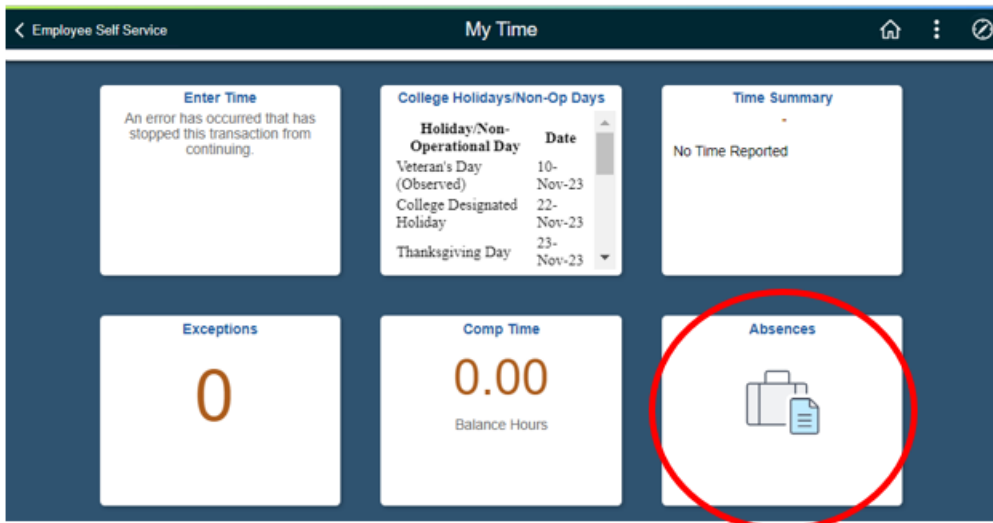 Employee Self Service
My Time
Enter Time
An error has occurred that has
stopped this transaction from
continuing.
College Holidays/Non-Op Days
Holiday/Non-
Operational Day
Date
Veteran's Day
(Observed)
10-
Nov-23
College Designated
Holiday
22-
Nov-23
Thanksgiving Day
23-
Nov-23
Time Summary
-
No Time Reported
Exceptions
0
Comp Time
0.00
Balance Hours
Absences